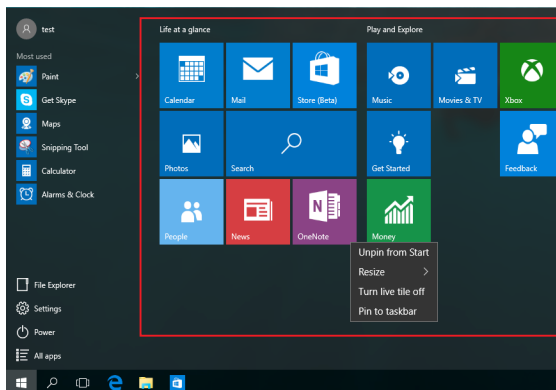 test
Most used
Paint
Get Skype
Maps
Snipping Tool
Calculator
Alarms & Clock
File Explorer
Settings
Power
All apps
Life at a glance
Play and Explore
Calendar
Mail
Store (Beta)
Music
Movies & TV
Xbox
Photos
Search
Get Started
Feedback
People
News
OneNote
Money
Unpin from Start
Resize
Turn live tile off
Pin to taskbar